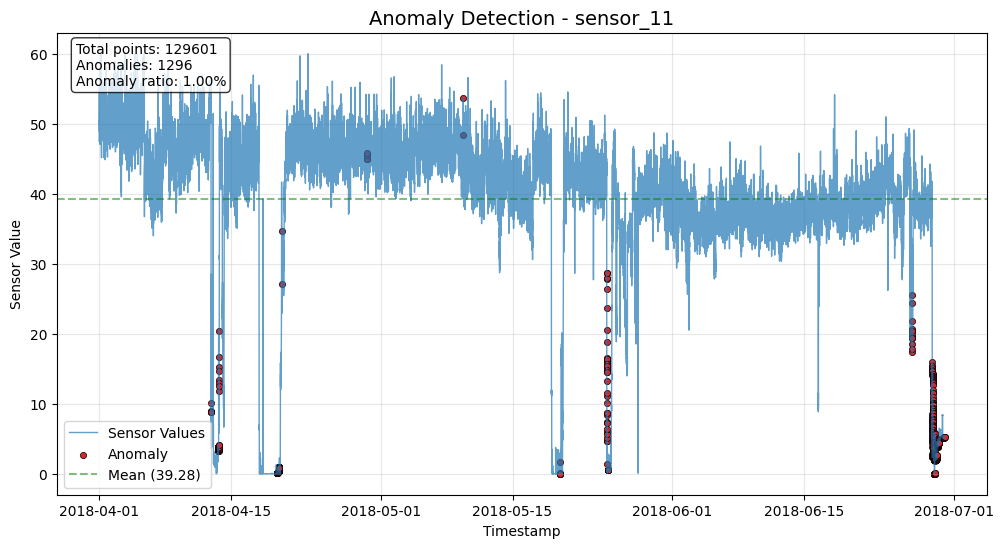 Anomaly Detection - sensor_11
Total points: 129601
Anomalies: 1296
Anomaly ratio: 1.00%
60
50
40
30
20
10
0
Sensor Value
Sensor Values
Anomaly
Mean (39.28)
2018-04-01
2018-04-15
2018-05-01
2018-05-15
2018-06-01
2018-06-15
2018-07-01
Timestamp